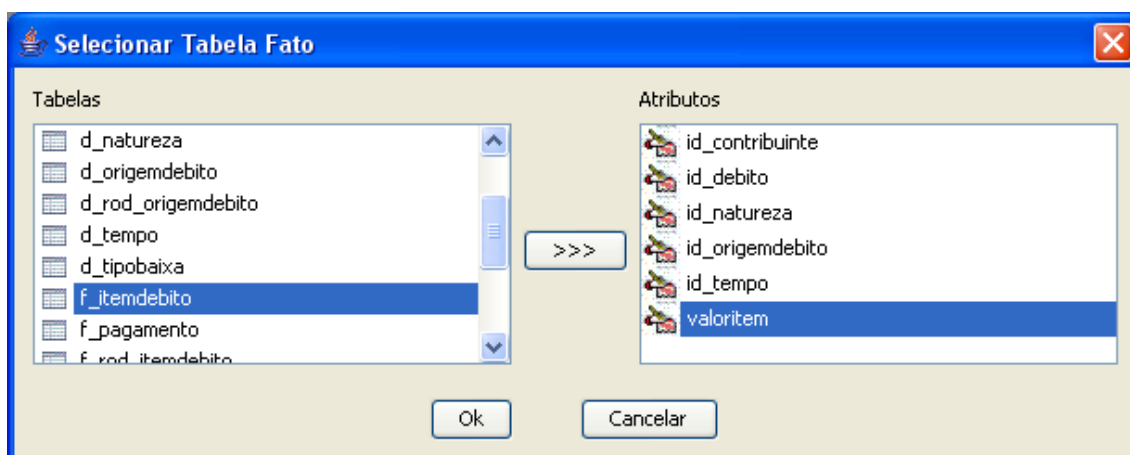 Selecionar Tabela Fato
Tabelas
d_natureza
d_origemdebito
d_rod_origemdebito
d_tempo
d_tipobaixa
f_itemdebito
f_pagamento
f_rod_itemdebito
>>>
Atributos
id_contribuinte
id_debito
id_natureza
id_origemdebito
id_tempo
valoritem
Ok
Cancelar